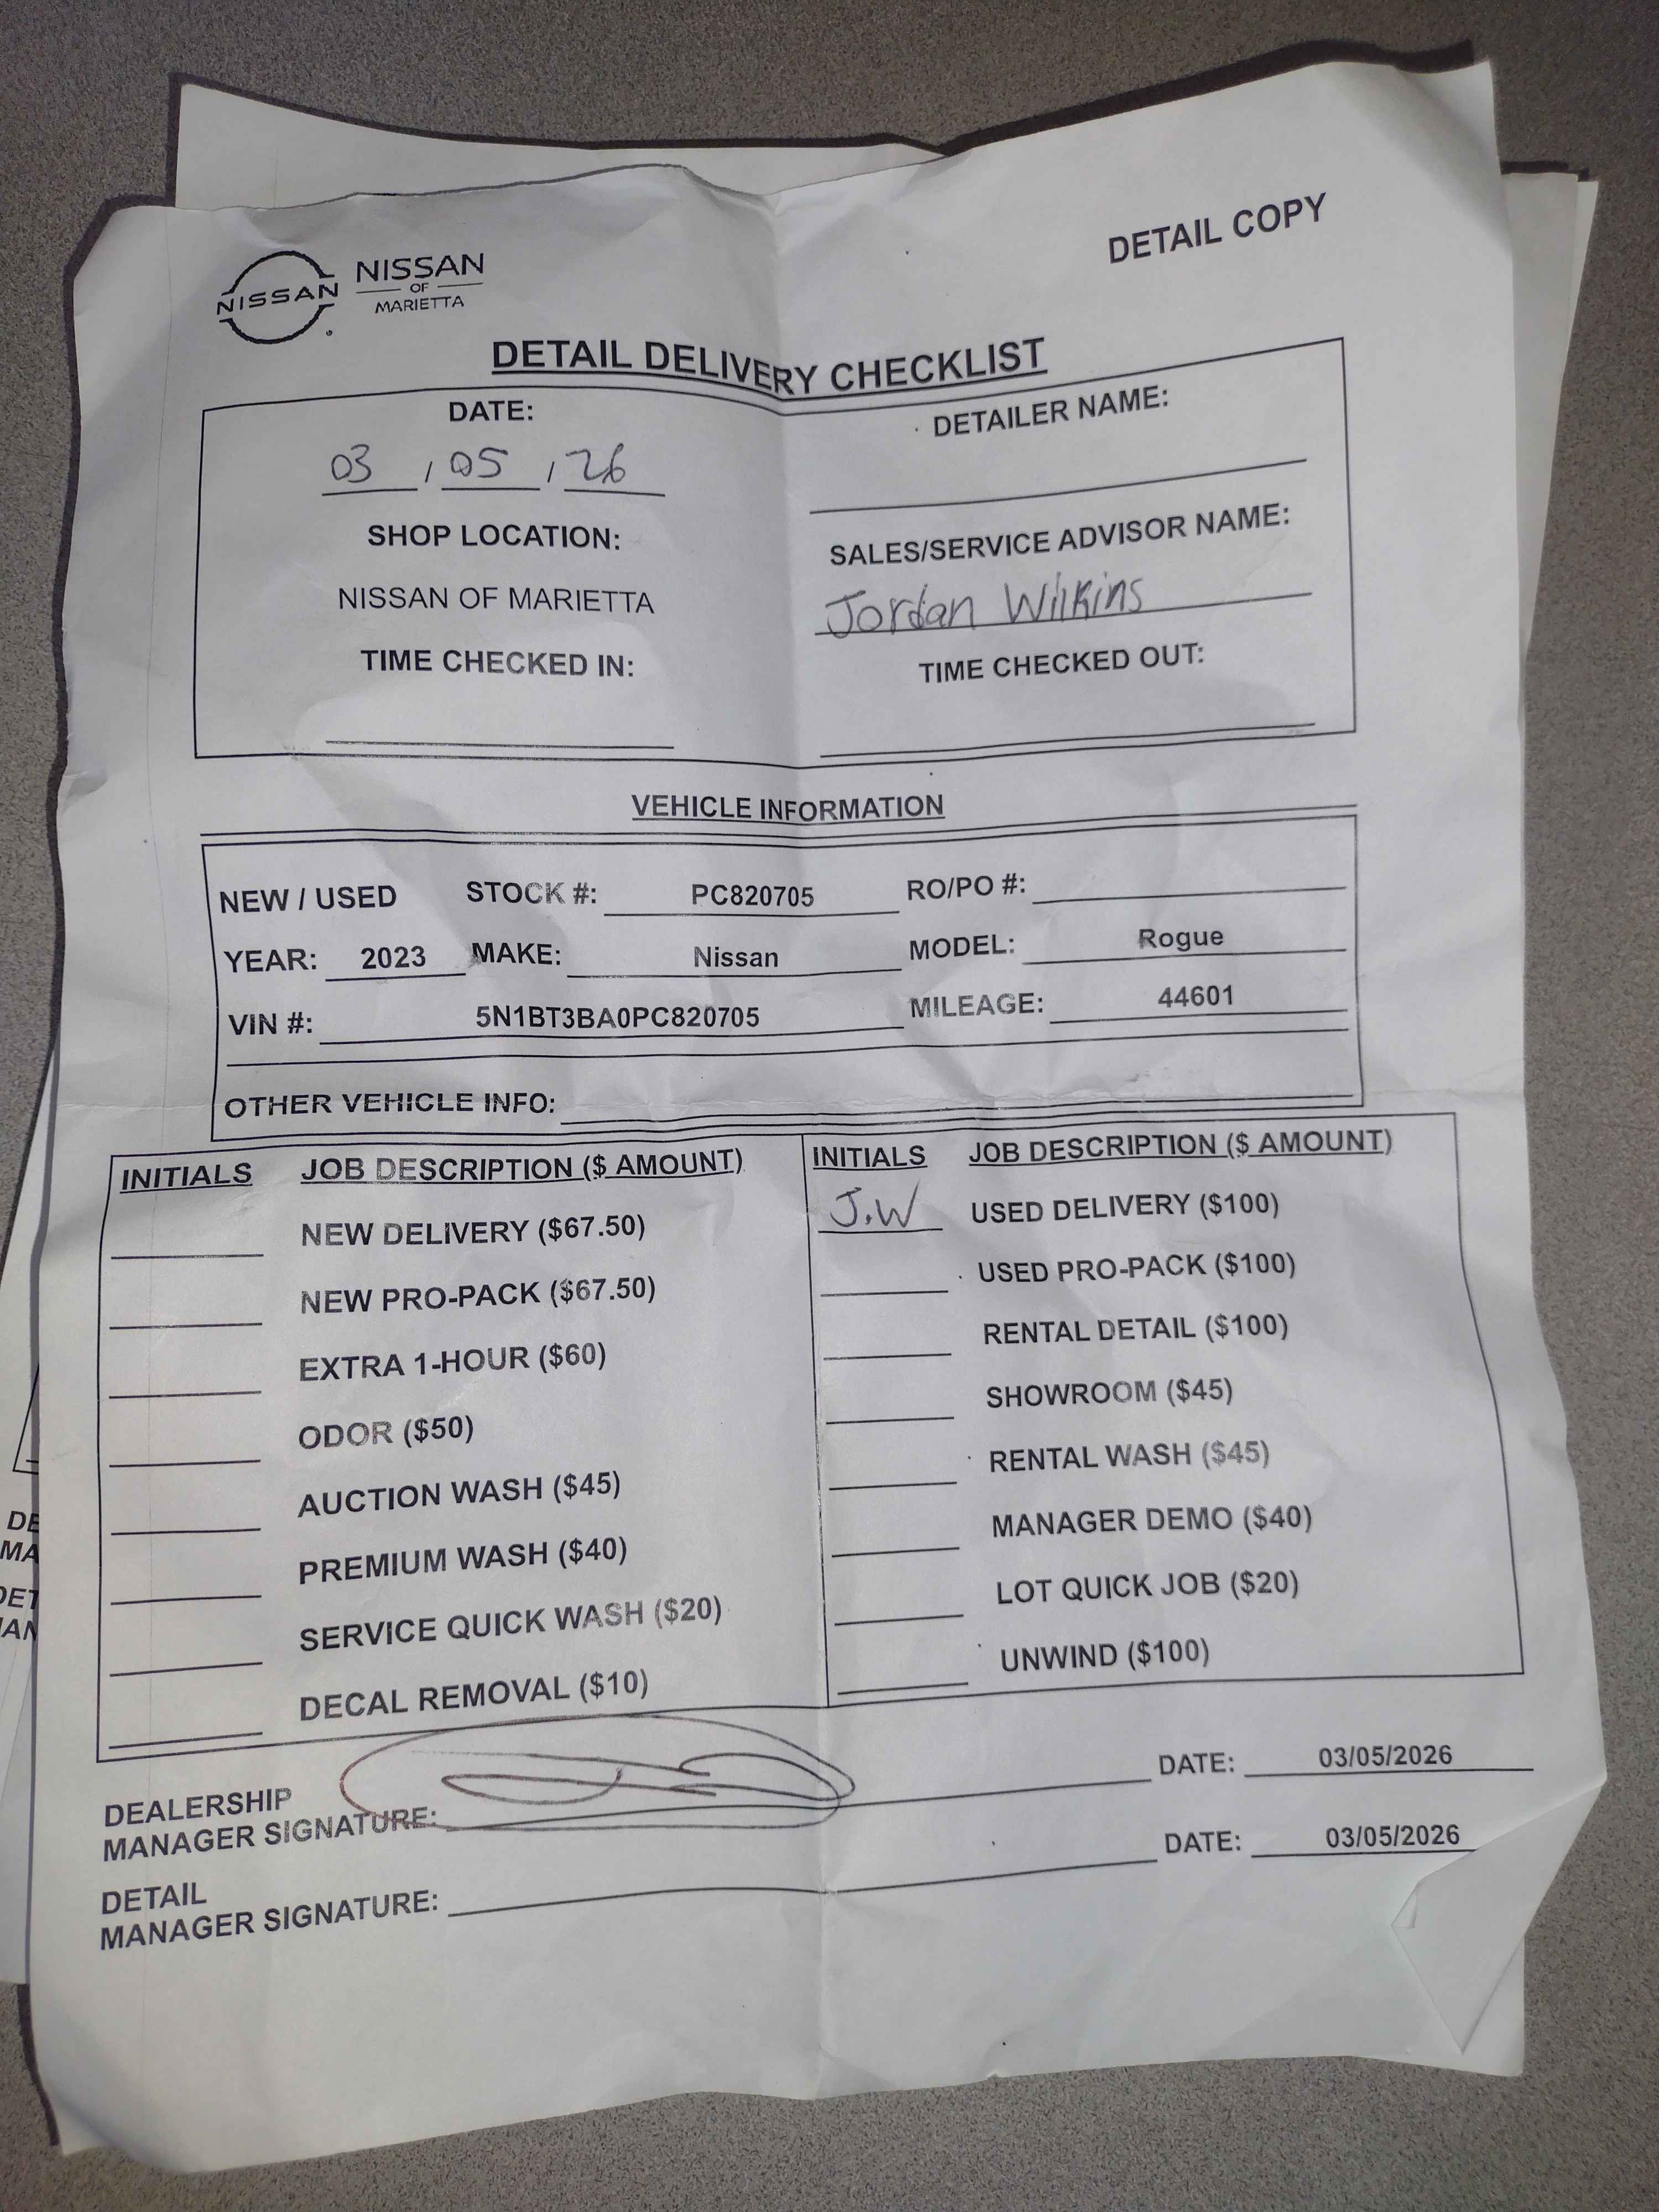 DETAIL COPY
NISSAN
NISSAN
OF
MARIETTA
DETAIL DELIVERY CHECKLIST
DATE:
03 / 05 / 26
DETAILER NAME:
SHOP LOCATION:
NISSAN OF MARIETTA
SALES/SERVICE ADVISOR NAME:
Jordan Wilkins
TIME CHECKED IN:
TIME CHECKED OUT:
VEHICLE INFORMATION
NEW / USED STOCK #: PC820705 RO/PO #:
YEAR: 2023 MAKE: Nissan MODEL: Rogue
VIN #: 5N1BT3BA0PC820705 MILEAGE: 44601
OTHER VEHICLE INFO:
INITIALS JOB DESCRIPTION ($ AMOUNT)
NEW DELIVERY ($67.50)
NEW PRO-PACK ($67.50)
EXTRA 1-HOUR ($60)
ODOR ($50)
AUCTION WASH ($45)
PREMIUM WASH ($40)
SERVICE QUICK WASH ($20)
DECAL REMOVAL ($10)
INITIALS JOB DESCRIPTION ($ AMOUNT)
J.W USED DELIVERY ($100)
USED PRO-PACK ($100)
RENTAL DETAIL ($100)
SHOWROOM ($45)
RENTAL WASH ($45)
MANAGER DEMO ($40)
LOT QUICK JOB ($20)
UNWIND ($100)
DEALERSHIP
MANAGER SIGNATURE: DATE: 03/05/2026
DETAIL
MANAGER SIGNATURE: DATE: 03/05/2026